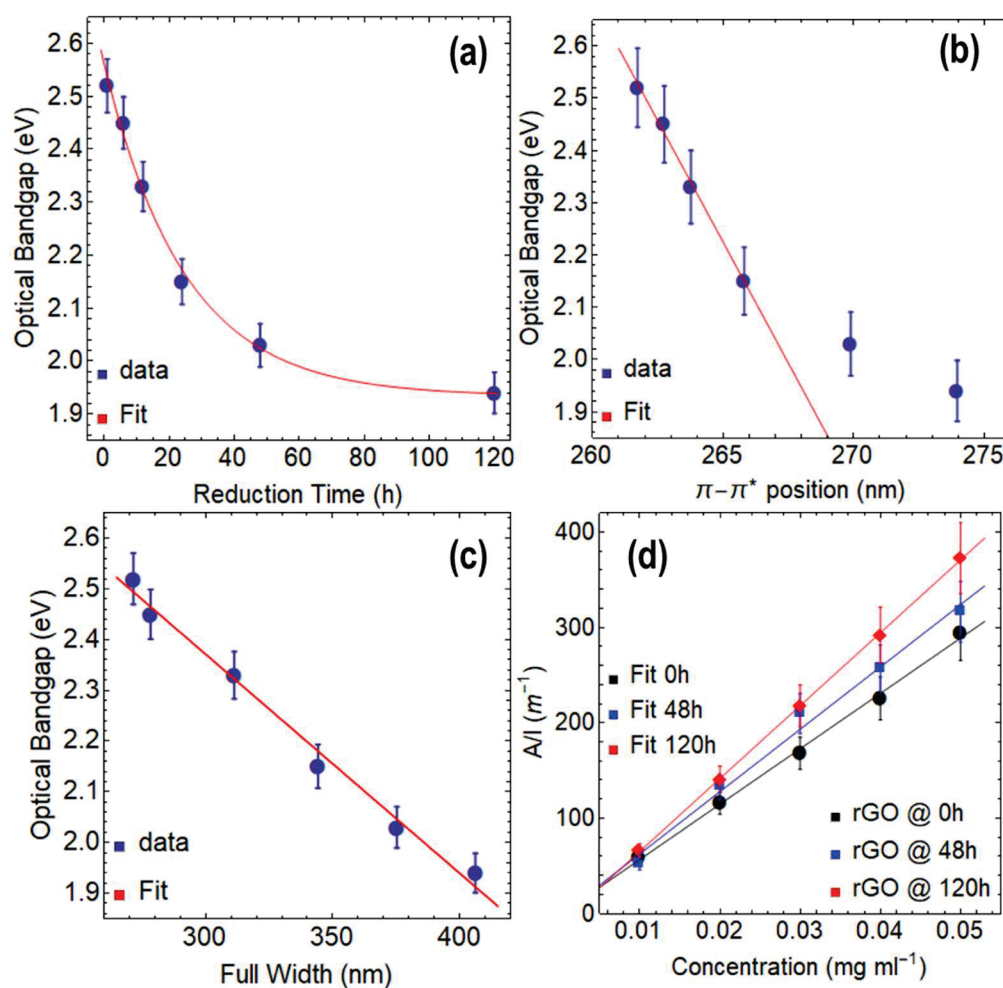 (a)
Optical Bandgap (eV)
2.6
2.5
2.4
2.3
2.2
2.1
2.0
1.9
data
Fit
0 20 40 60 80 100 120
Reduction Time (h)
(b)
Optical Bandgap (eV)
2.6
2.5
2.4
2.3
2.2
2.1
2.0
1.9
data
Fit
260 265 270 275
π−π* position (nm)
(c)
Optical Bandgap (eV)
2.6
2.5
2.4
2.3
2.2
2.1
2.0
1.9
data
Fit
300 350 400
Full Width (nm)
(d)
A/l (m⁻¹)
400
300
200
100
0
Fit 0h
Fit 48h
Fit 120h
rGO @ 0h
rGO @ 48h
rGO @ 120h
0.01 0.02 0.03 0.04 0.05
Concentration (mg ml⁻¹)